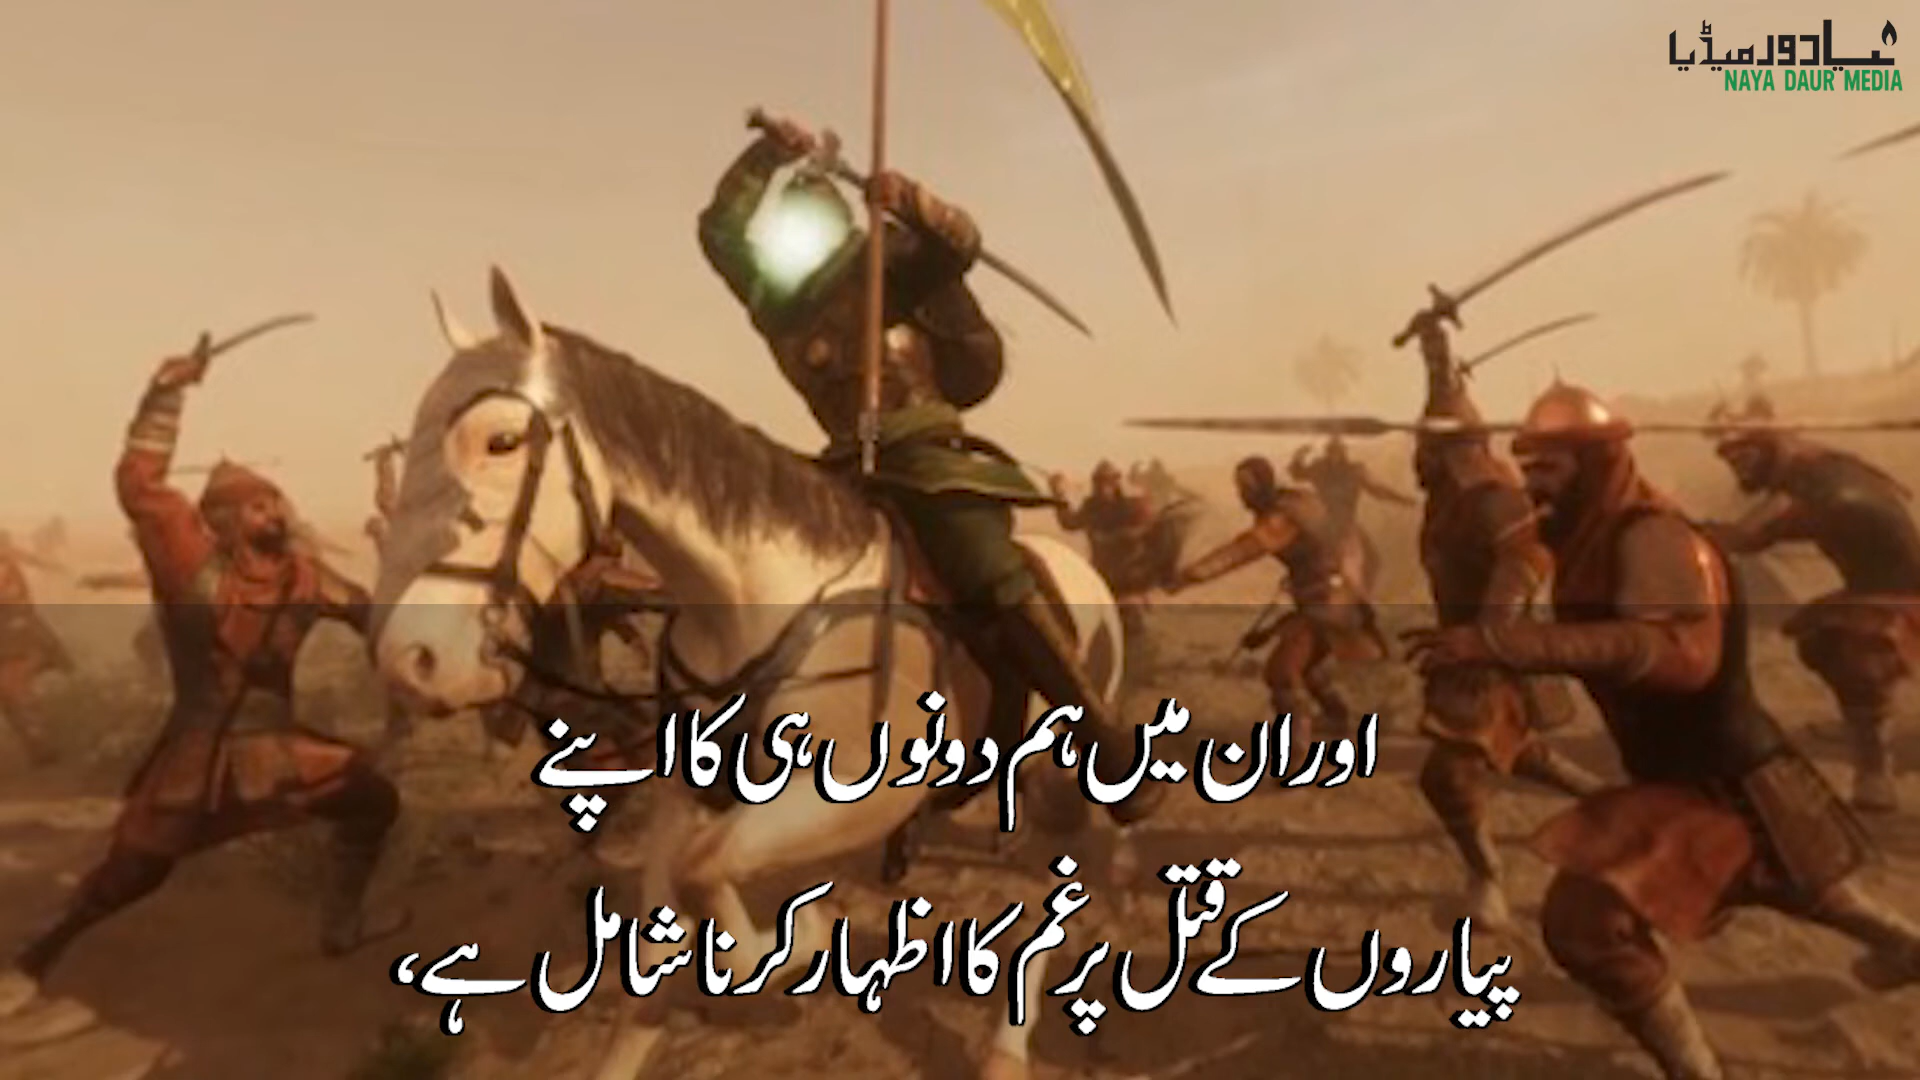 نیا دور میڈیا
NAYA DAUR MEDIA
اور ان میں ہم دونوں ہی کا اپنے
پیاروں کے قتل پر غم کا اظہار کرنا شامل ہے،